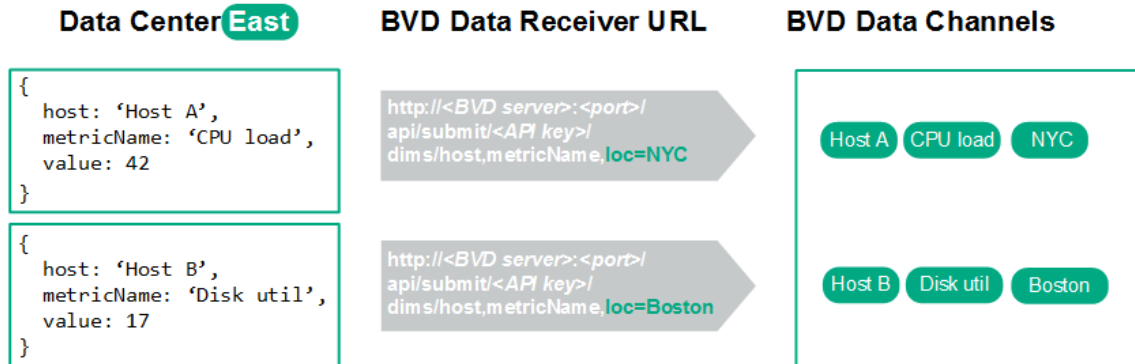 Data Center East
BVD Data Receiver URL
BVD Data Channels
{
host: ‘Host A’,
metricName: ‘CPU load’,
value: 42
}
http://<BVD server>:<port>/
api/submit/<API key>/
dims/host,metricName,loc=NYC
Host A CPU load NYC
{
host: ‘Host B’,
metricName: ‘Disk util’,
value: 17
}
http://<BVD server>:<port>/
api/submit/<API key>/
dims/host,metricName,loc=Boston
Host B Disk util Boston